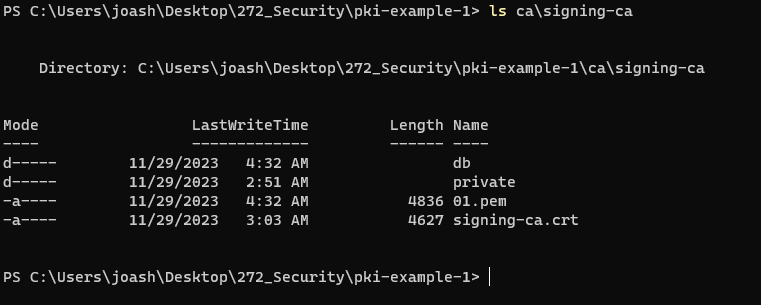 PS C:\Users\joash\Desktop\272_Security\pki-example-1> ls ca\signing-ca
Directory: C:\Users\joash\Desktop\272_Security\pki-example-1\ca\signing-ca
Mode                 LastWriteTime         Length Name
----                 -------------         ------ ----
d-----        11/29/2023   4:32 AM                db
d-----        11/29/2023   2:51 AM                private
-a----        11/29/2023   4:32 AM           4836 01.pem
-a----        11/29/2023   3:03 AM           4627 signing-ca.crt
PS C:\Users\joash\Desktop\272_Security\pki-example-1>